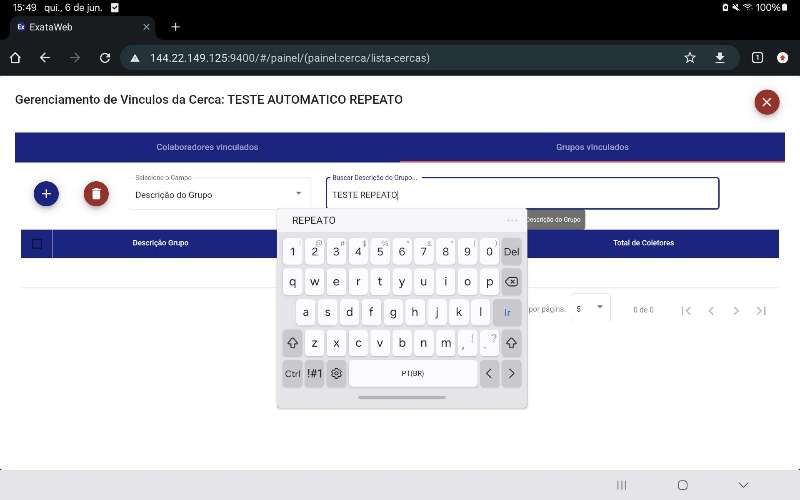 15:49 qui., 6 de jun.
100%
ExataWeb
144.22.149.125:9400/#/painel/(painel:cerca/lista-cercas)
1
Gerenciamento de Vinculos da Cerca: TESTE AUTOMATICO REPEATO
Colaboradores vinculados
Grupos vinculados
Selecione o Campo
Descrição do Grupo
Buscar Descrição do Grupo...
TESTE REPEATO
Descrição do Grupo
Descrição Grupo
Total de Coletores
por página:
5
0 de 0
REPEATO
1 2 3 4 5 6 7 8 9 0 Del
q w e r t y u i o p
a s d f g h j k l Ir
z x c v b n m , ! . ?
Ctrl !#1 PT(BR)